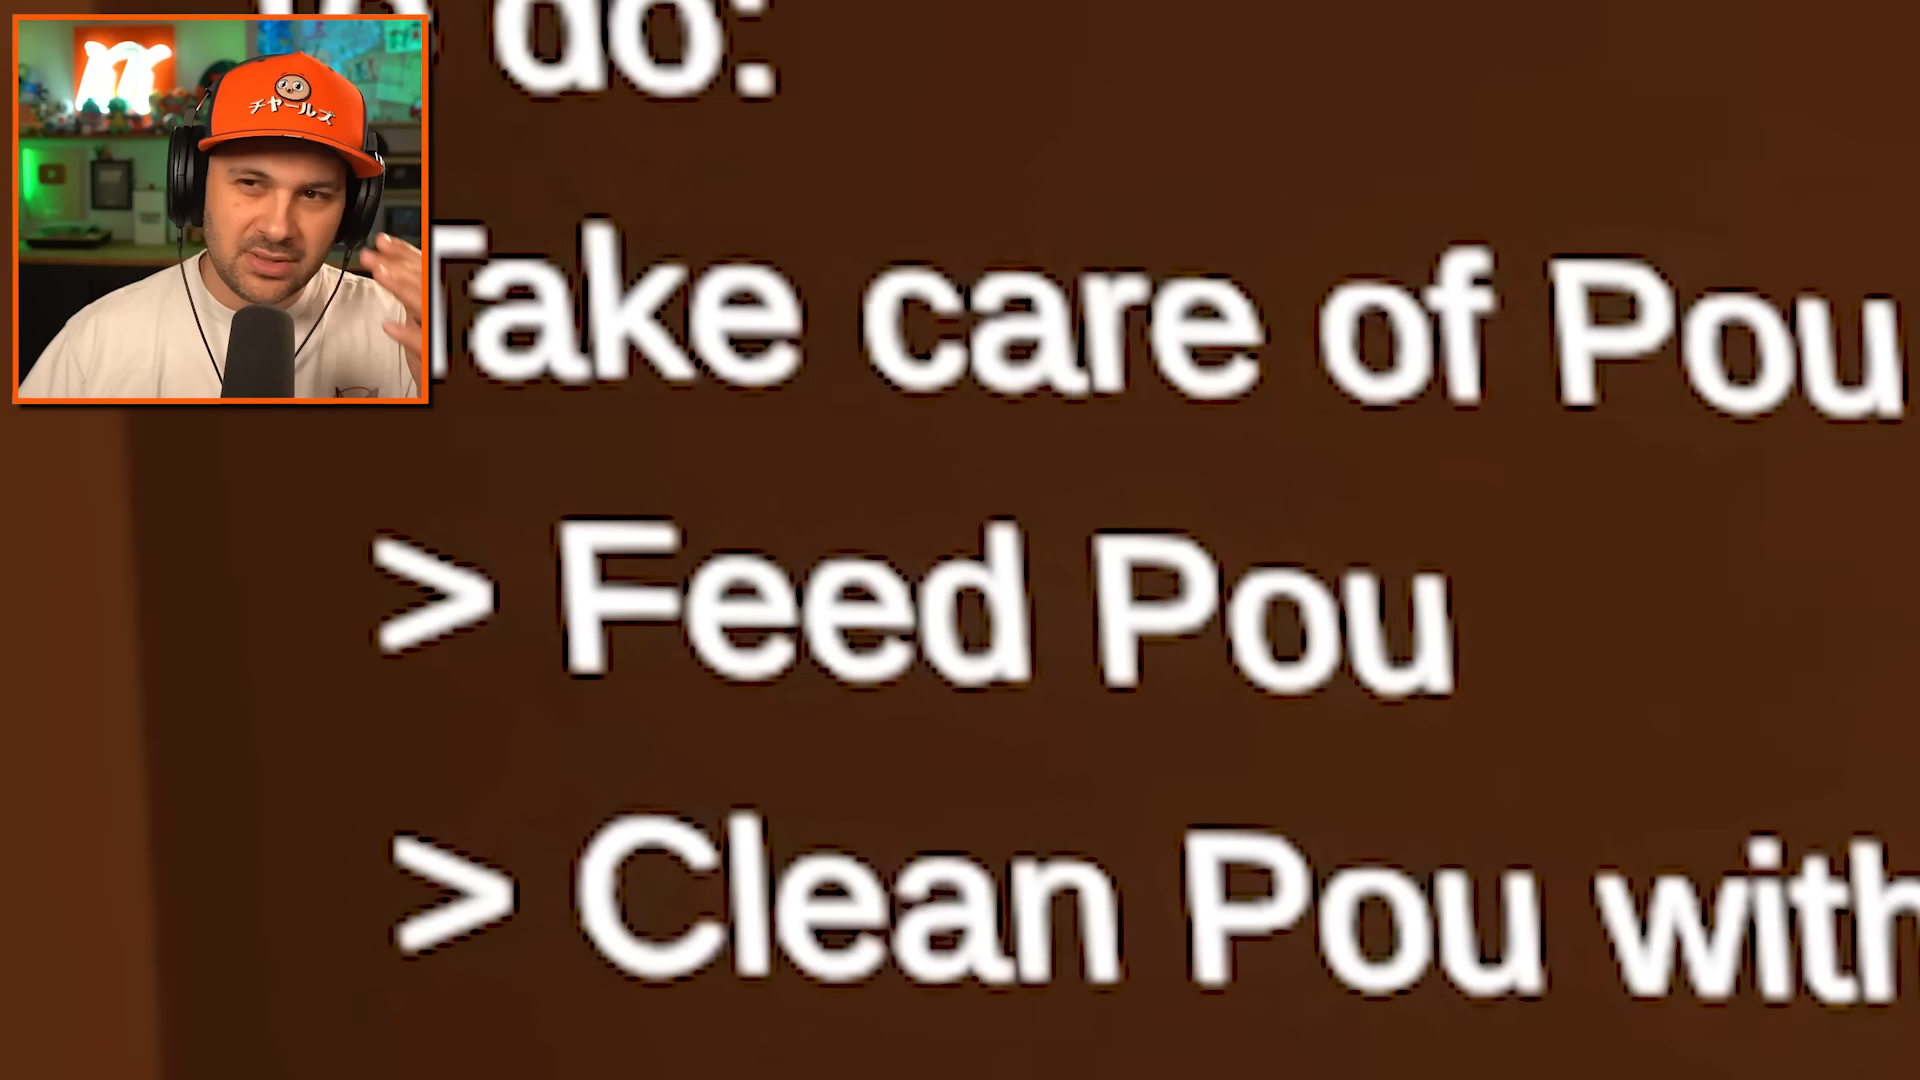 do:
Take care of Pou
> Feed Pou
> Clean Pou with
チャールズ